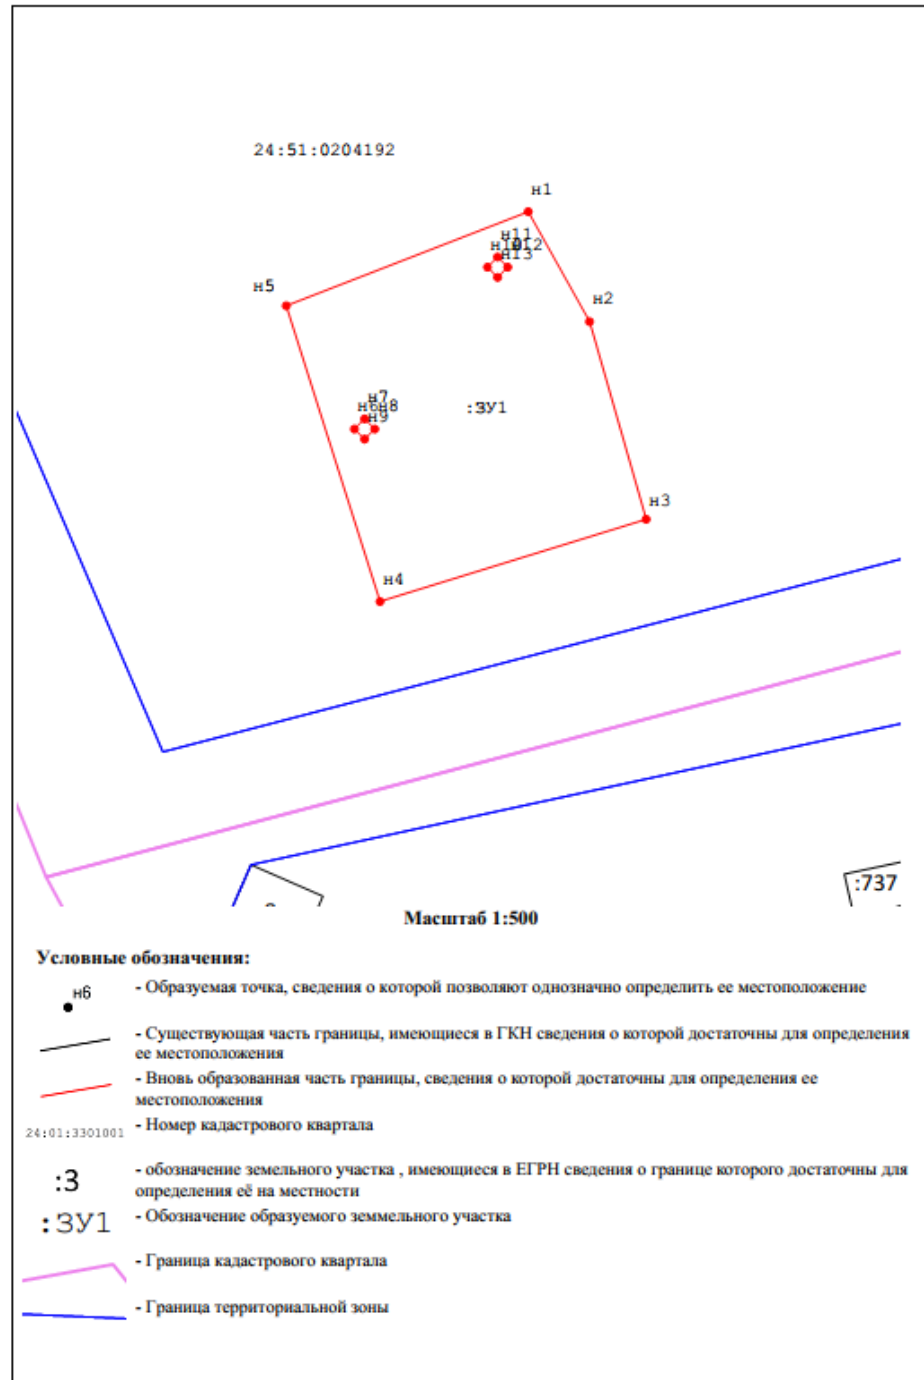 24:51:0204192
н1
н11
н10 н12
н13
н5
н2
н7
н6 н8
:ЗУ1
н9
н3
н4
:737
Масштаб 1:500
Условные обозначения:
н6
- Образуемая точка, сведения о которой позволяют однозначно определить ее местоположение
- Существующая часть границы, имеющиеся в ГКН сведения о которой достаточны для определения
ее местоположения
- Вновь образованная часть границы, сведения о которой достаточны для определения ее
местоположения
24:01:3301001
- Номер кадастрового квартала
:3
- обозначение земельного участка , имеющиеся в ЕГРН сведения о границе которого достаточны для
определения её на местности
:ЗУ1
- Обозначение образуемого земмельного участка
- Граница кадастрового квартала
- Граница территориальной зоны